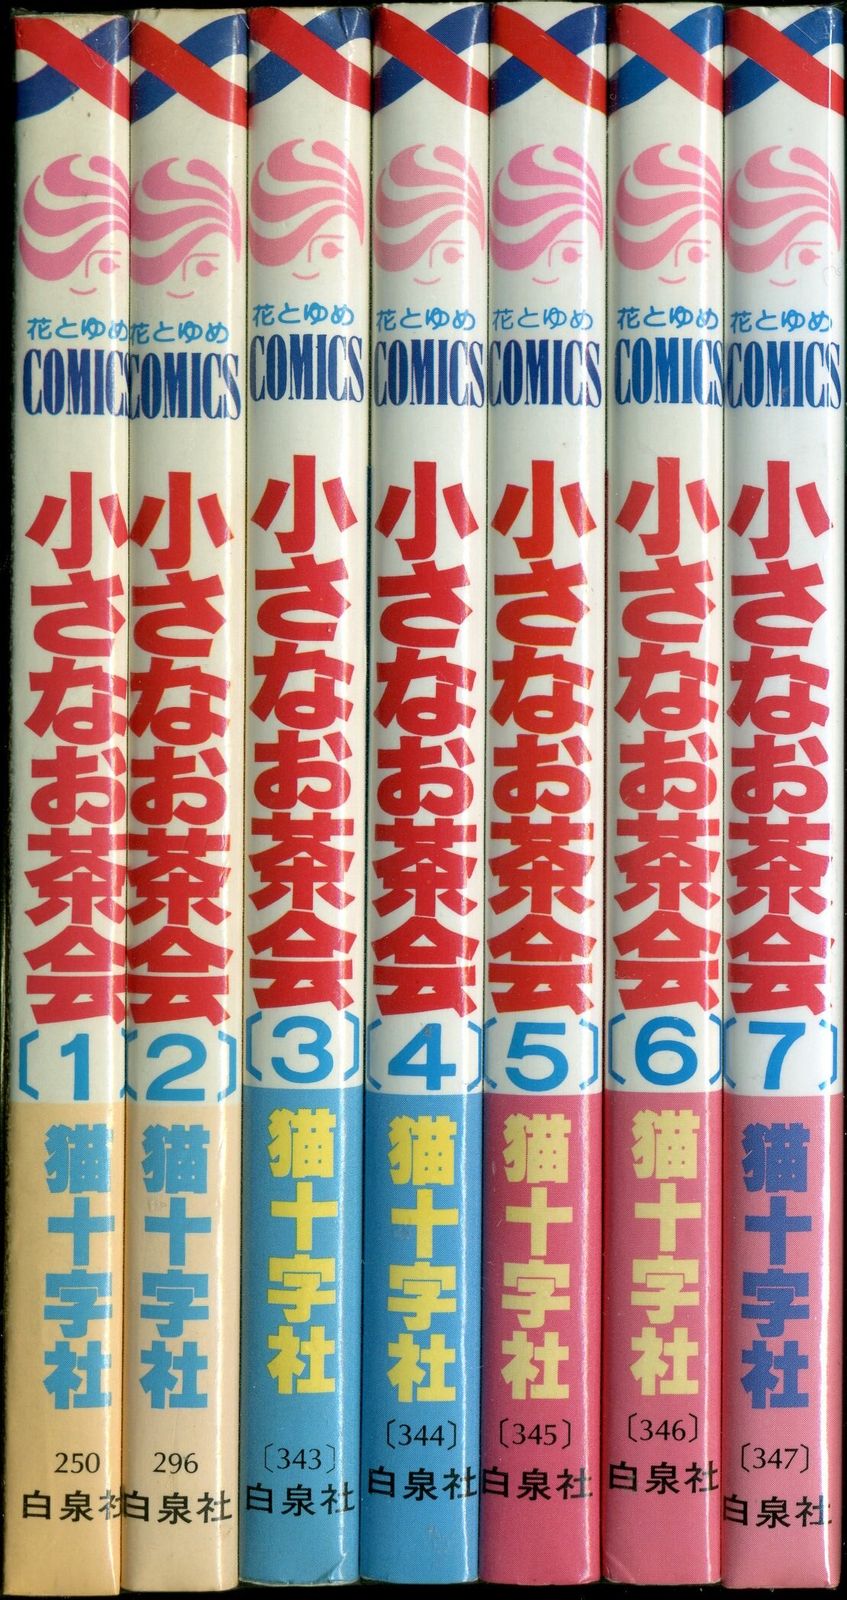 花とゆめ
COMICS
小さなお茶会
〔1〕
猫十字社
250
白泉社
花とゆめ
COMICS
小さなお茶会
〔2〕
猫十字社
296
白泉社
花とゆめ
COMICS
小さなお茶会
〔3〕
猫十字社
〔343〕
白泉社
花とゆめ
COMICS
小さなお茶会
〔4〕
猫十字社
〔344〕
白泉社
花とゆめ
COMICS
小さなお茶会
〔5〕
猫十字社
〔345〕
白泉社
花とゆめ
COMICS
小さなお茶会
〔6〕
猫十字社
〔346〕
白泉社
花とゆめ
COMICS
小さなお茶会
〔7〕
猫十字社
〔347〕
白泉社